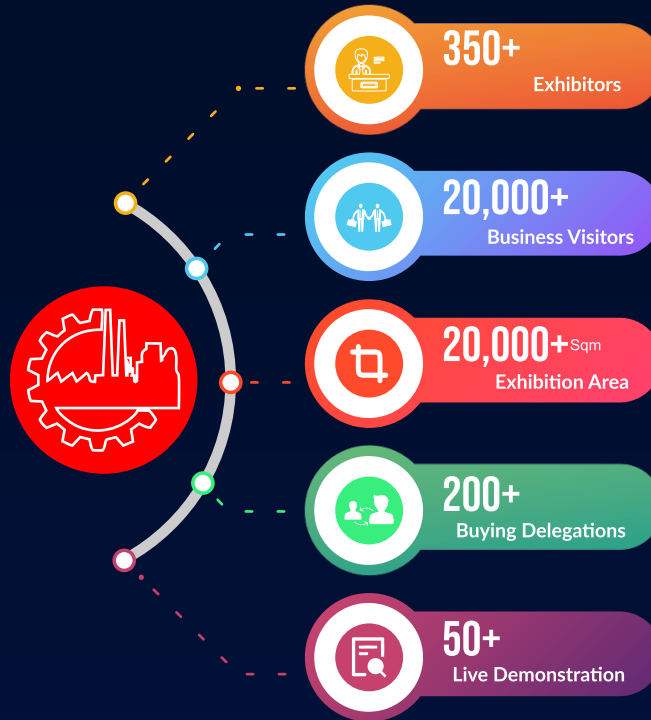 350+
Exhibitors
20,000+
Business Visitors
20,000+Sqm
Exhibition Area
200+
Buying Delegations
50+
Live Demonstration